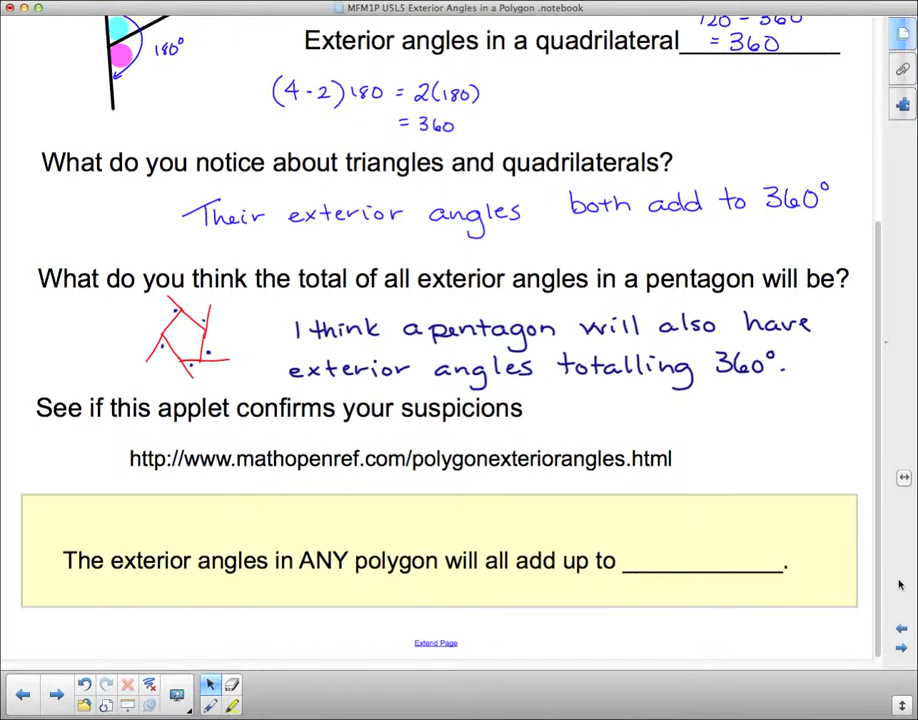 MFM1P USL5 Exterior Angles in a Polygon .notebook
120 - 360
180°
Exterior angles in a quadrilateral = 360
(4 - 2) 180 = 2(180)
= 360
What do you notice about triangles and quadrilaterals?
Their exterior angles both add to 360°
What do you think the total of all exterior angles in a pentagon will be?
I think a pentagon will also have
exterior angles totalling 360°.
See if this applet confirms your suspicions
http://www.mathopenref.com/polygonexteriorangles.html
The exterior angles in ANY polygon will all add up to ____________.
Extend Page